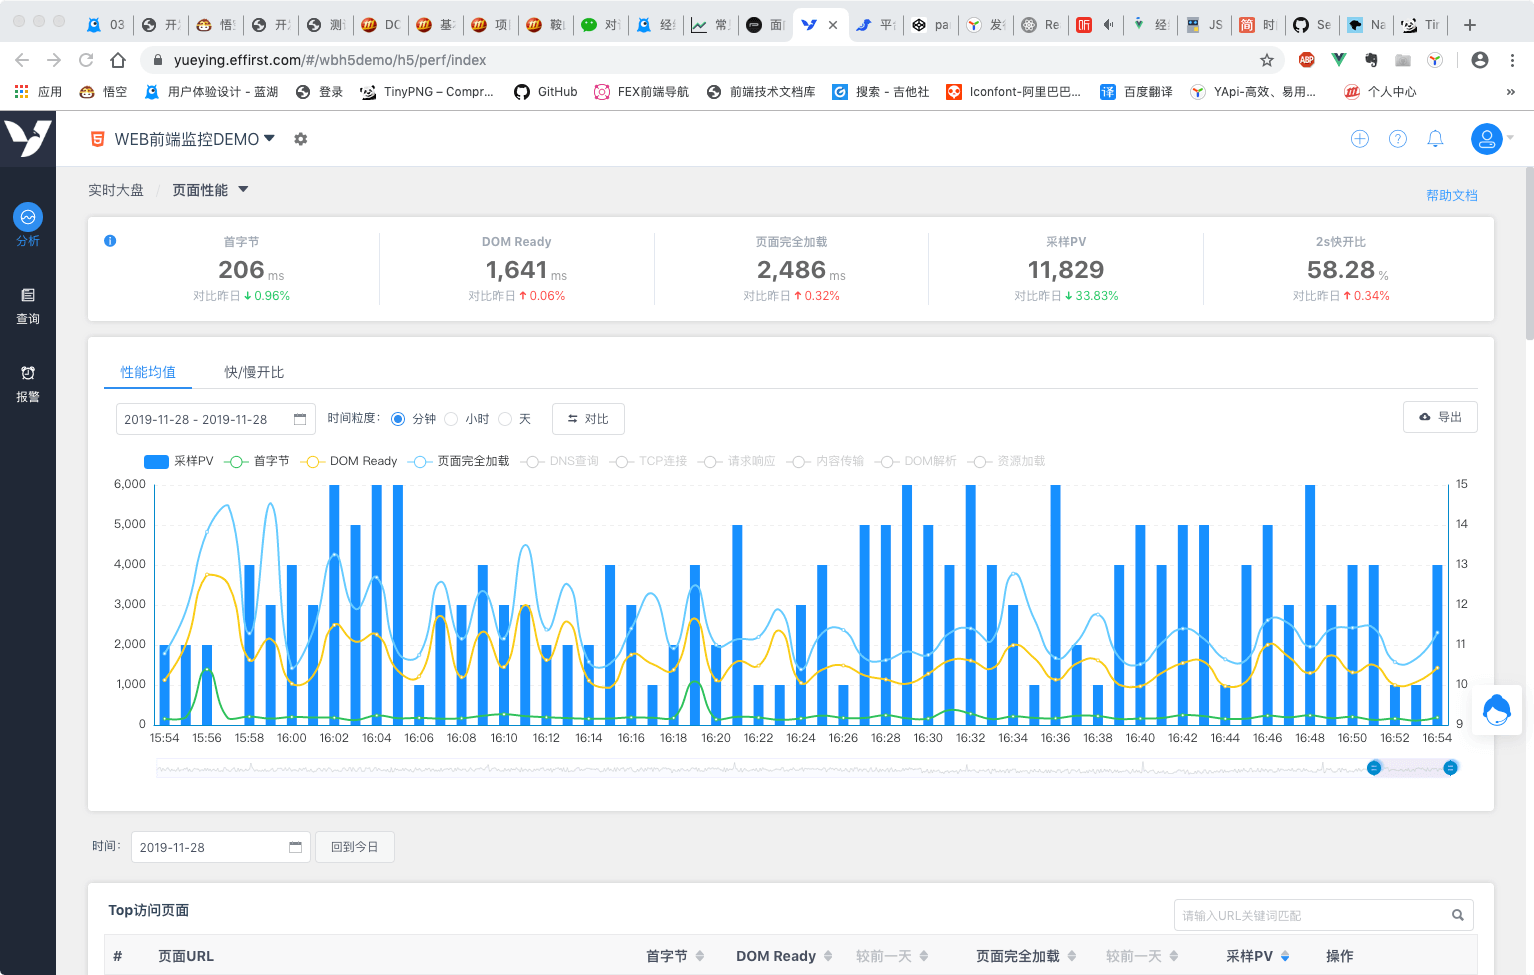 03
开
悟
开
测
DC
基
项
鞍
对
经
常
面
平
pa
发
Re
听
经
JS
简
时
Se
Na
Tir
yueying.effirst.com/#/wbh5demo/h5/perf/index
ABP
应用 悟空 用户体验设计 - 蓝湖 登录 TinyPNG – Compr... GitHub FEX前端导航 前端技术文档库 搜索 - 吉他社 Iconfont-阿里巴巴... 译 百度翻译 YApi-高效、易用... 个人中心 »
WEB前端监控DEMO
实时大盘 / 页面性能
帮助文档
分析
查询
报警
首字节
206 ms
对比昨日 ↓ 0.96%
DOM Ready
1,641 ms
对比昨日 ↑ 0.06%
页面完全加载
2,486 ms
对比昨日 ↑ 0.32%
采样PV
11,829
对比昨日 ↓ 33.83%
2s快开比
58.28 %
对比昨日 ↑ 0.34%
性能均值 快/慢开比
2019-11-28 - 2019-11-28 时间粒度: 分钟 小时 天 对比 导出
采样PV 首字节 DOM Ready 页面完全加载 DNS查询 TCP连接 请求响应 内容传输 DOM解析 资源加载
6,000 15
5,000 14
4,000 13
3,000 12
2,000 11
1,000 10
0 9
15:54 15:56 15:58 16:00 16:02 16:04 16:06 16:08 16:10 16:12 16:14 16:16 16:18 16:20 16:22 16:24 16:26 16:28 16:30 16:32 16:34 16:36 16:38 16:40 16:42 16:44 16:46 16:48 16:50 16:52 16:54
时间: 2019-11-28 回到今日
Top访问页面
请输入URL关键词匹配
# 页面URL 首字节 DOM Ready 较前一天 页面完全加载 较前一天 采样PV 操作